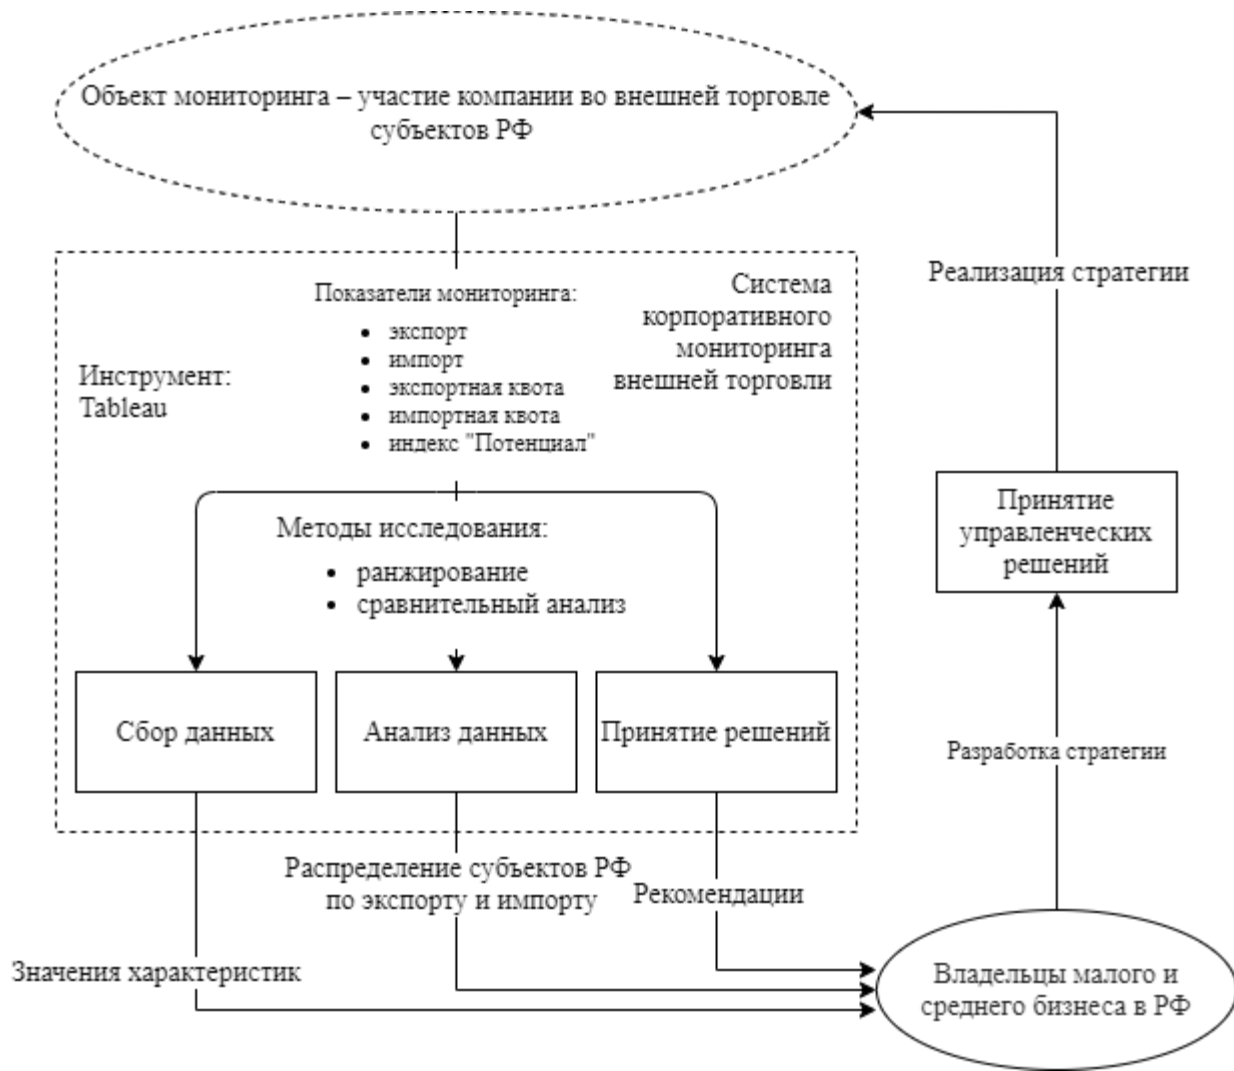 Объект мониторинга – участие компании во внешней торговле
субъектов РФ
Реализация стратегии
Система
корпоративного
мониторинга
внешней торговли
Показатели мониторинга:
• экспорт
• импорт
• экспортная квота
• импортная квота
• индекс "Потенциал"
Инструмент:
Tableau
Принятие
управленческих
решений
Методы исследования:
• ранжирование
• сравнительный анализ
Сбор данных
Анализ данных
Принятие решений
Разработка стратегии
Распределение субъектов РФ
по экспорту и импорту
Рекомендации
Значения характеристик
Владельцы малого и
среднего бизнеса в РФ